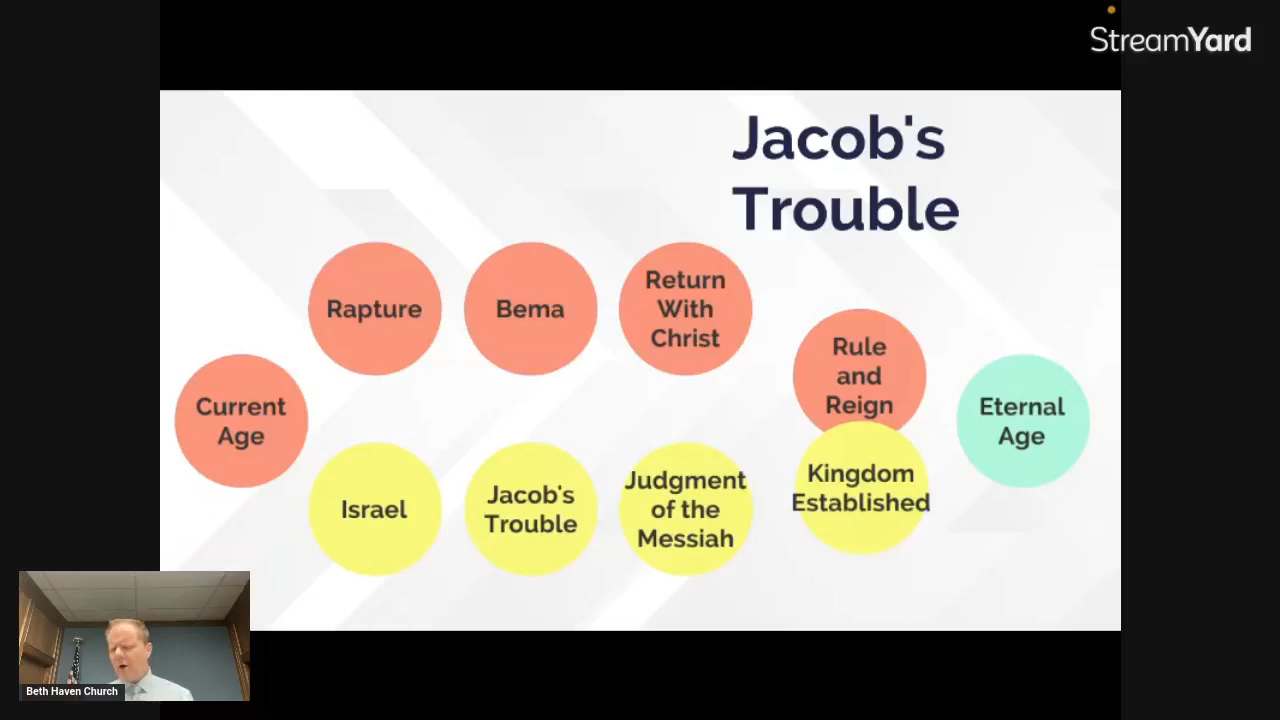 StreamYard
Jacob's
Trouble
Rapture
Bema
Return
With
Christ
Rule
and
Reign
Current
Age
Eternal
Age
Israel
Jacob's
Trouble
Judgment
of the
Messiah
Kingdom
Established
Beth Haven Church